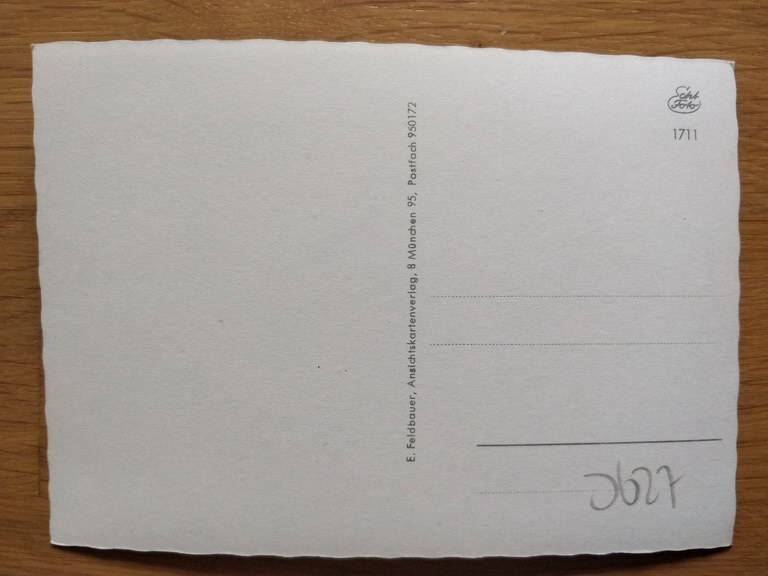 E. Feldbauer, Ansichtskartenverlag, 8 München 95, Postfach 950172
Echt
Foto
1711